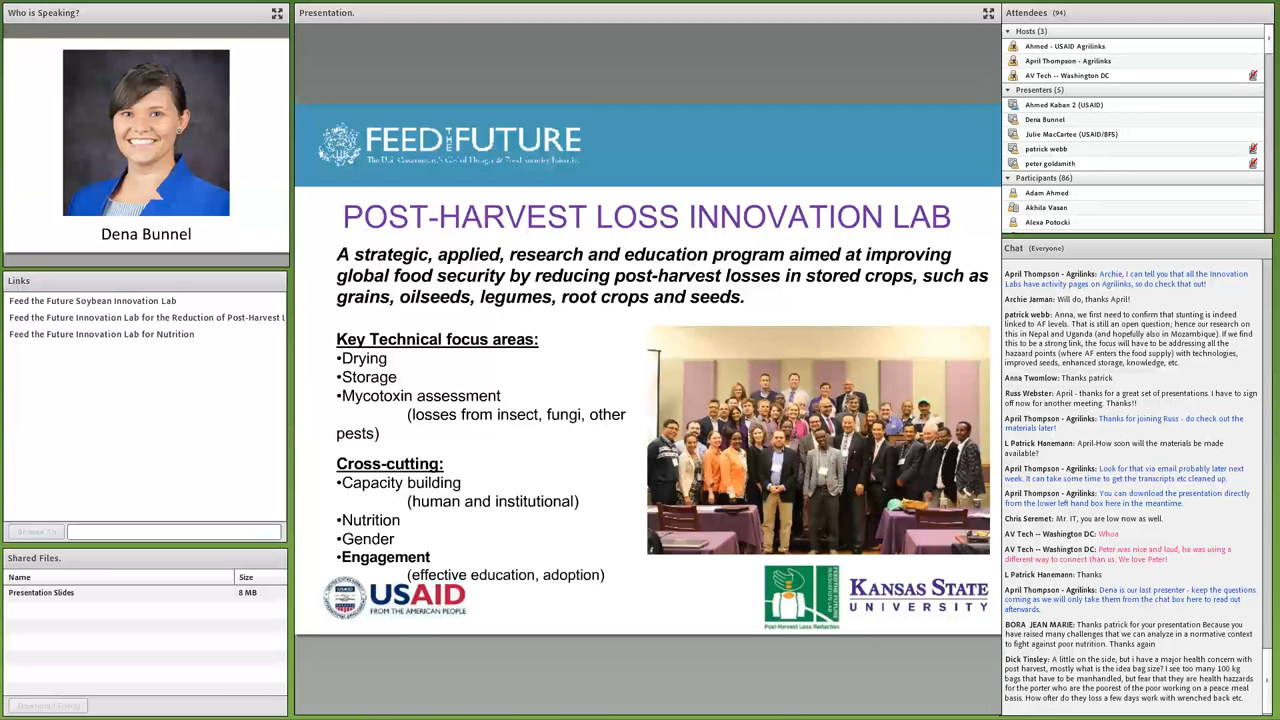 Who is Speaking?
Dena Bunnel
Links
Feed the Future Soybean Innovation Lab
Feed the Future Innovation Lab for the Reduction of Post-Harvest L
Feed the Future Innovation Lab for Nutrition
Browse To
Shared Files.
Name Size
Presentation Slides 8 MB
Presentation.
FEED THE FUTURE
The U.S. Government's Global Hunger & Food Security Initiative
POST-HARVEST LOSS INNOVATION LAB
A strategic, applied, research and education program aimed at improving
global food security by reducing post-harvest losses in stored crops, such as
grains, oilseeds, legumes, root crops and seeds.
Key Technical focus areas:
•Drying
•Storage
•Mycotoxin assessment
(losses from insect, fungi, other
pests)
Cross-cutting:
•Capacity building
(human and institutional)
•Nutrition
•Gender
•Engagement
(effective education, adoption)
USAID
FROM THE AMERICAN PEOPLE
Post-Harvest Loss Reduction
KANSAS STATE
UNIVERSITY
Attendees (94)
Hosts (3)
Ahmed - USAID Agrilinks
April Thompson - Agrilinks
AV Tech -- Washington DC
Presenters (5)
Ahmed Kaban 2 (USAID)
Dena Bunnel
Julie MacCartee (USAID/BFS)
patrick webb
peter goldsmith
Participants (86)
Adam Ahmed
Akhila Vasan
Alexa Potocki
Chat (Everyone)
April Thompson - Agrilinks: Archie, I can tell you that all the Innovation
Labs have activity pages on Agrilinks, so do check that out!
Archie Jarman: Will do, thanks April!
patrick webb: Anna, we first need to confirm that stunting is indeed
linked to AF levels. That is still an open question; hence our research on
this in Nepal and Uganda (and hopefully also in Mozambique). If we find
this to be a strong link, the focus will have to be addressing all the
hazaard points (where AF enters the food supply) with technologies,
improved seeds, enhanced storage, knowledge, etc.
Anna Twomlow: Thanks patrick
Russ Webster: April - thanks for a great set of presentations. I have to sign
off now for another meeting. Thanks!!
April Thompson - Agrilinks: Thanks for joining Russ - do check out the
materials later!
L Patrick Hanemann: April-How soon will the materials be made
available?
April Thompson - Agrilinks: Look for that via email probably later next
week. It can take some time to get the transcripts etc cleaned up.
April Thompson - Agrilinks: You can download the presentation directly
from the lower left hand box here in the meantime.
Chris Seremet: Mr. IT, you are low now as well.
AV Tech -- Washington DC: Whoa
AV Tech -- Washington DC: Peter was nice and loud, he was using a
different way to connect than us. We love Peter!
L Patrick Hanemann: Thanks
April Thompson - Agrilinks: Dena is our last presenter - keep the questions
coming as we will only take them from the chat box here to read out
afterwards.
BORA JEAN MARIE: Thanks patrick for your presentation Because you
have raised many challenges that we can analyze in a normative context
to fight against poor nutrition. Thanks again
Dick Tinsley: A little on the side, but i have a major health concern with
post harvest, mostly what is the idea bag size? I see too many 100 kg
bags that have to be manhandled, but fear that they are health hazzards
for the porter who are the poorest of the poor working on a peace meal
basis. How ofter do they loss a few days work with wrenched back etc.